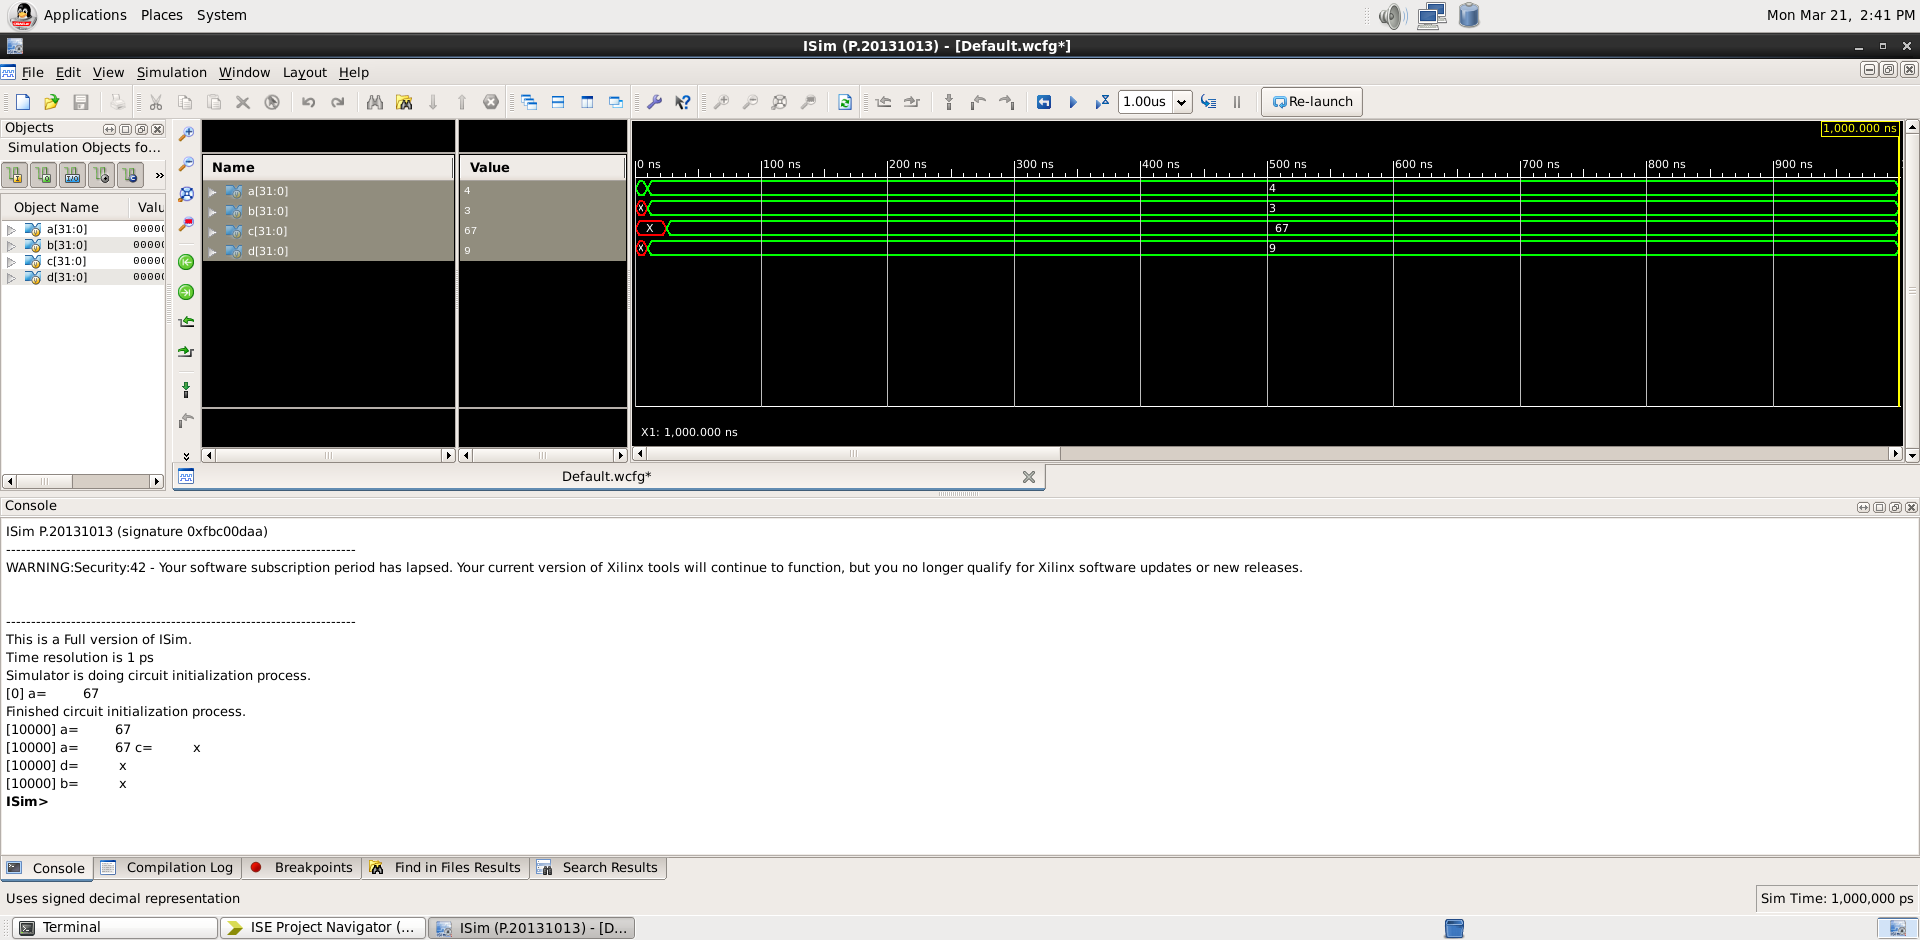 Applications Places System
Mon Mar 21, 2:41 PM
ISim (P.20131013) - [Default.wcfg*]
File Edit View Simulation Window Layout Help
1.00us
Re-launch
Objects
Simulation Objects fo...
»
Object Name Valu
a[31:0] 0000
b[31:0] 0000
c[31:0] 0000
d[31:0] 0000
Name Value
a[31:0] 4
b[31:0] 3
c[31:0] 67
d[31:0] 9
1,000.000 ns
0 ns 100 ns 200 ns 300 ns 400 ns 500 ns 600 ns 700 ns 800 ns 900 ns
4
X 3
X 67
X 9
X1: 1,000.000 ns
Default.wcfg*
Console
ISim P.20131013 (signature 0xfbc00daa)
----------------------------------------------------------------------
WARNING:Security:42 - Your software subscription period has lapsed. Your current version of Xilinx tools will continue to function, but you no longer qualify for Xilinx software updates or new releases.
----------------------------------------------------------------------
This is a Full version of ISim.
Time resolution is 1 ps
Simulator is doing circuit initialization process.
[0] a= 67
Finished circuit initialization process.
[10000] a= 67
[10000] a= 67 c= x
[10000] d= x
[10000] b= x
ISim>
Console Compilation Log Breakpoints Find in Files Results Search Results
Uses signed decimal representation
Sim Time: 1,000,000 ps
Terminal ISE Project Navigator (... ISim (P.20131013) - [D...